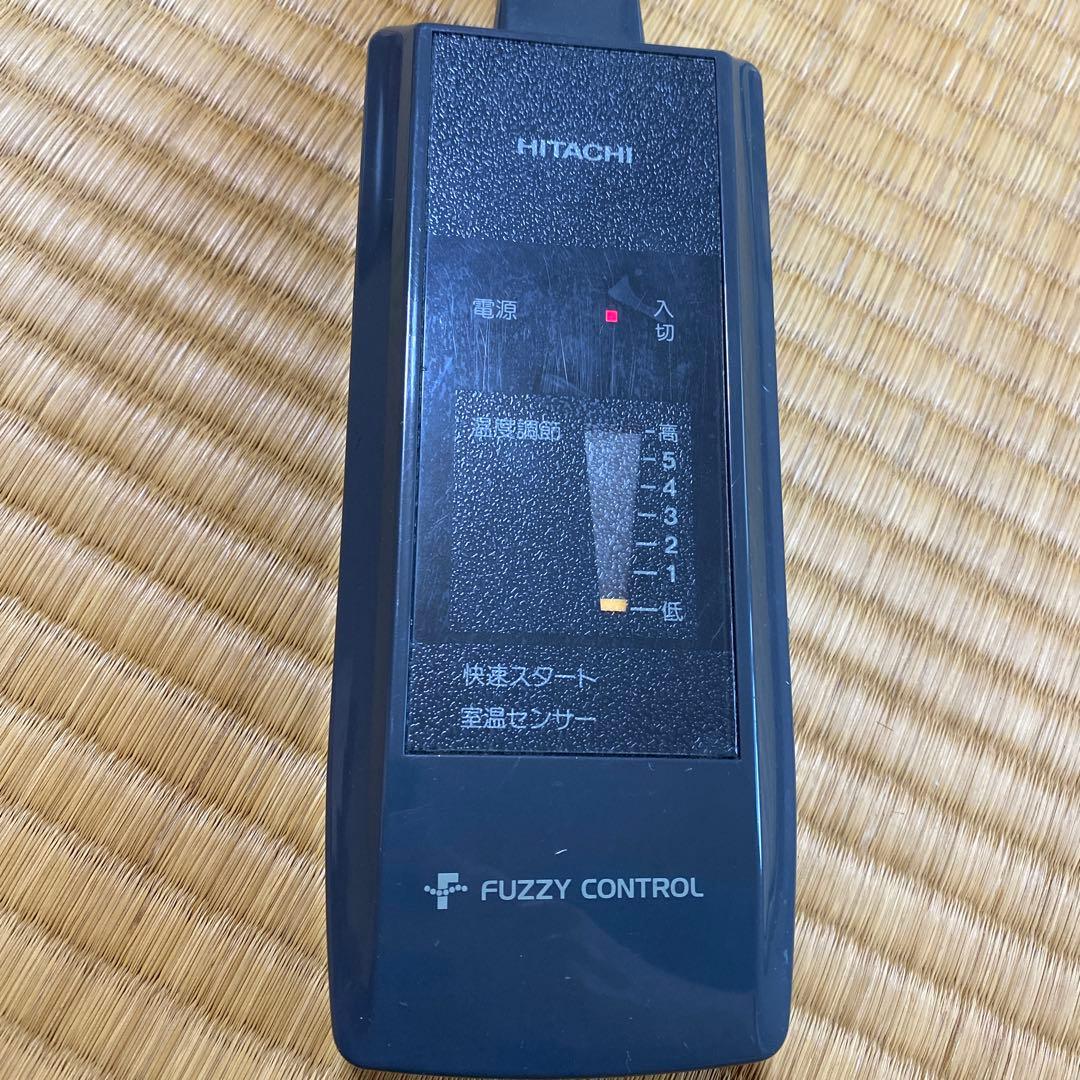 HITACHI
電源
入
切
温度調節
高
5
4
3
2
1
低
快速スタート
室温センサー
FUZZY CONTROL